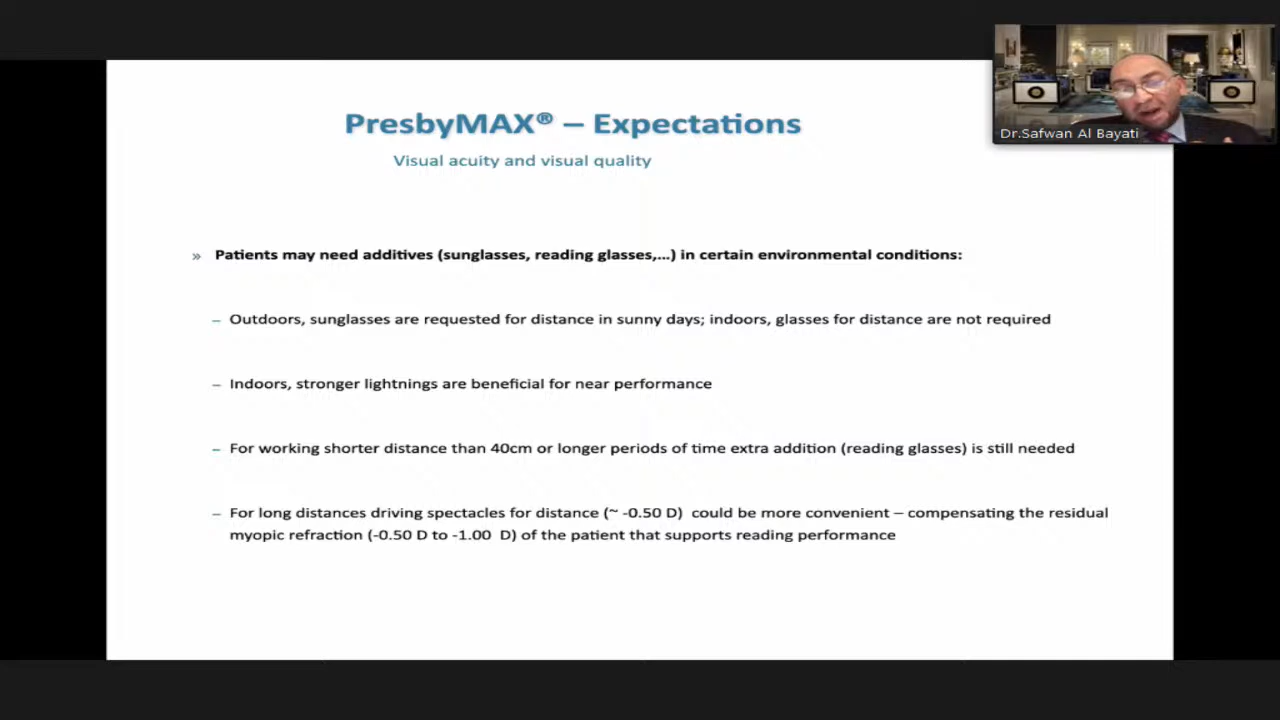 PresbyMAX® – Expectations
Visual acuity and visual quality
Dr.Safwan Al Bayati
» Patients may need additives (sunglasses, reading glasses,...) in certain environmental conditions:
– Outdoors, sunglasses are requested for distance in sunny days; indoors, glasses for distance are not required
– Indoors, stronger lightnings are beneficial for near performance
– For working shorter distance than 40cm or longer periods of time extra addition (reading glasses) is still needed
– For long distances driving spectacles for distance (~ -0.50 D)  could be more convenient – compensating the residual
myopic refraction (-0.50 D to -1.00  D) of the patient that supports reading performance